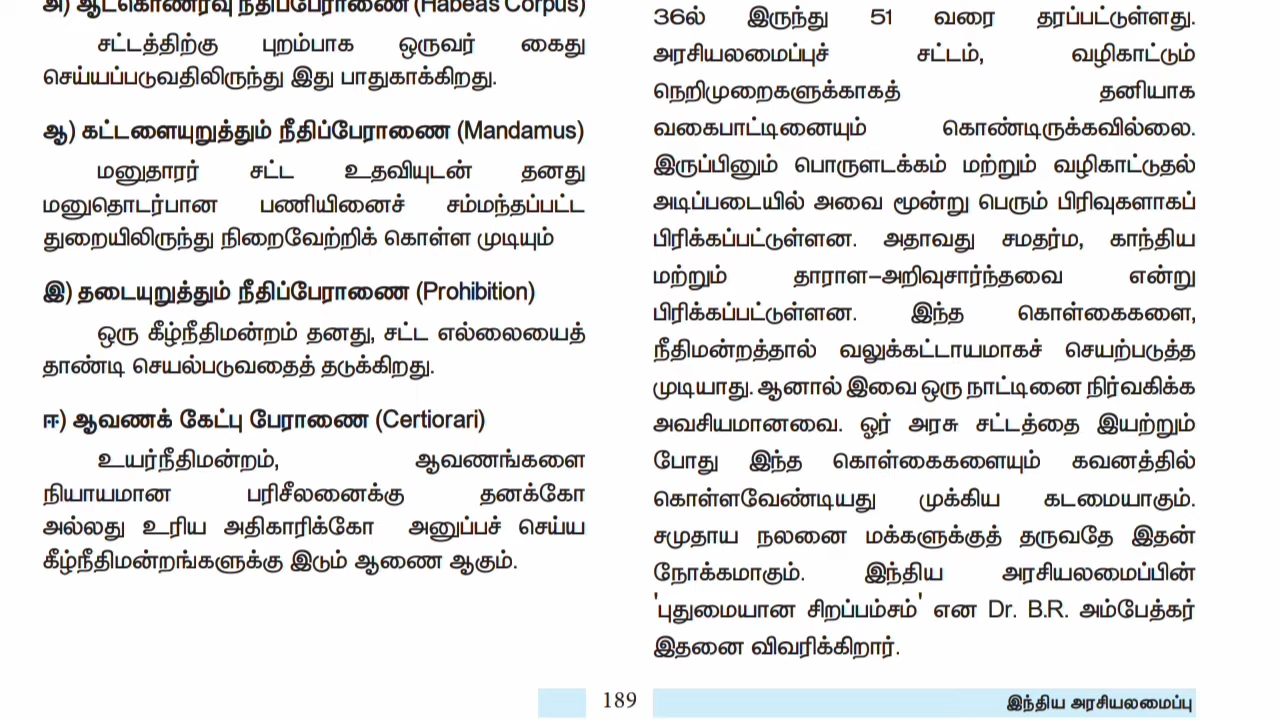 அ) ஆட்கொணர்வு நீதிப்பேராணை (Habeas Corpus)
சட்டத்திற்கு புறம்பாக ஒருவர் கைது
செய்யப்படுவதிலிருந்து இது பாதுகாக்கிறது.
ஆ) கட்டளையுறுத்தும் நீதிப்பேராணை (Mandamus)
மனுதாரர் சட்ட உதவியுடன் தனது
மனுதொடர்பான பணியினைச் சம்மந்தப்பட்ட
துறையிலிருந்து நிறைவேற்றிக் கொள்ள முடியும்
இ) தடையுறுத்தும் நீதிப்பேராணை (Prohibition)
ஒரு கீழ்நீதிமன்றம் தனது, சட்ட எல்லையைத்
தாண்டி செயல்படுவதைத் தடுக்கிறது.
ஈ) ஆவணக் கேட்பு பேராணை (Certiorari)
உயர்நீதிமன்றம், ஆவணங்களை
நியாயமான பரிசீலனைக்கு தனக்கோ
அல்லது உரிய அதிகாரிக்கோ அனுப்பச் செய்ய
கீழ்நீதிமன்றங்களுக்கு இடும் ஆணை ஆகும்.
36ல் இருந்து 51 வரை தரப்பட்டுள்ளது.
அரசியலமைப்புச் சட்டம், வழிகாட்டும்
நெறிமுறைகளுக்காகத் தனியாக
வகைபாட்டினையும் கொண்டிருக்கவில்லை.
இருப்பினும் பொருளடக்கம் மற்றும் வழிகாட்டுதல்
அடிப்படையில் அவை மூன்று பெரும் பிரிவுகளாகப்
பிரிக்கப்பட்டுள்ளன. அதாவது சமதர்ம, காந்திய
மற்றும் தாராள–அறிவுசார்ந்தவை என்று
பிரிக்கப்பட்டுள்ளன. இந்த கொள்கைகளை,
நீதிமன்றத்தால் வலுக்கட்டாயமாகச் செயற்படுத்த
முடியாது. ஆனால் இவை ஒரு நாட்டினை நிர்வகிக்க
அவசியமானவை. ஓர் அரசு சட்டத்தை இயற்றும்
போது இந்த கொள்கைகளையும் கவனத்தில்
கொள்ளவேண்டியது முக்கிய கடமையாகும்.
சமுதாய நலனை மக்களுக்குத் தருவதே இதன்
நோக்கமாகும். இந்திய அரசியலமைப்பின்
'புதுமையான சிறப்பம்சம்' என Dr. B.R. அம்பேத்கர்
இதனை விவரிக்கிறார்.
189
இந்திய அரசியலமைப்பு